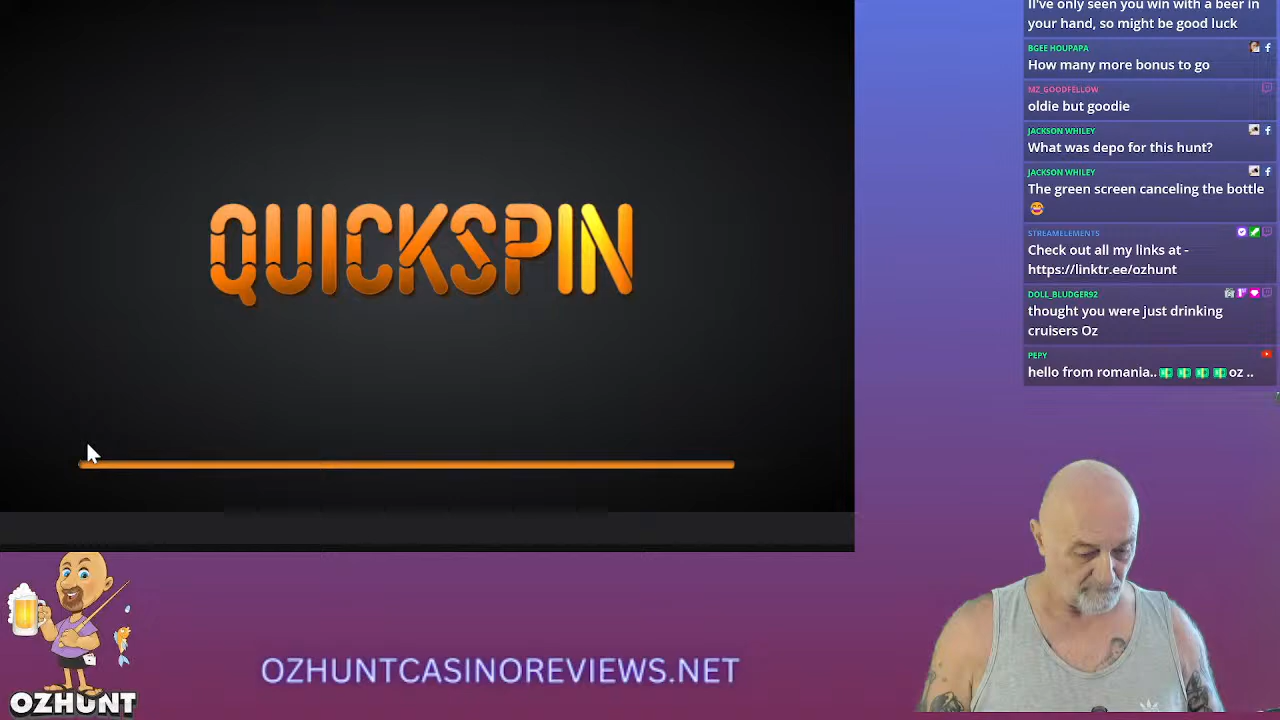 QUICKSPIN
I've only seen you win with a beer in
your hand, so might be good luck
BGEE HOUPAPA
How many more bonus to go
MZ_GOODFELLOW
oldie but goodie
JACKSON WHILEY
What was depo for this hunt?
JACKSON WHILEY
The green screen canceling the bottle
😂
STREAMELEMENTS
Check out all my links at -
https://linktr.ee/ozhunt
DOLL_BLUDGER92
thought you were just drinking
cruisers Oz
PEPY
hello from romania.. oz ..
OZHUNT
OZHUNTCASINOREVIEWS.NET